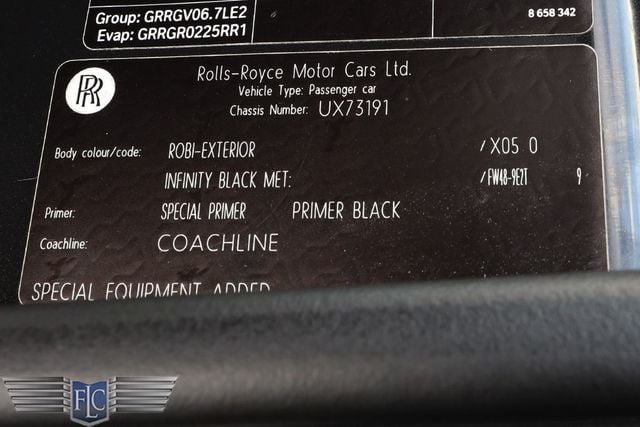 Group: GRRGV06.7LE2
Evap: GRRGR0225RR1
8 658 342
RR
Rolls-Royce Motor Cars Ltd.
Vehicle Type: Passenger car
Chassis Number: UX73191
Body colour/code: ROBI-EXTERIOR /X05 0
INFINITY BLACK MET: /FW48-9E2T 9
Primer: SPECIAL PRIMER PRIMER BLACK
Coachline: COACHLINE
SPECIAL EQUIPMENT ADDED
FLC